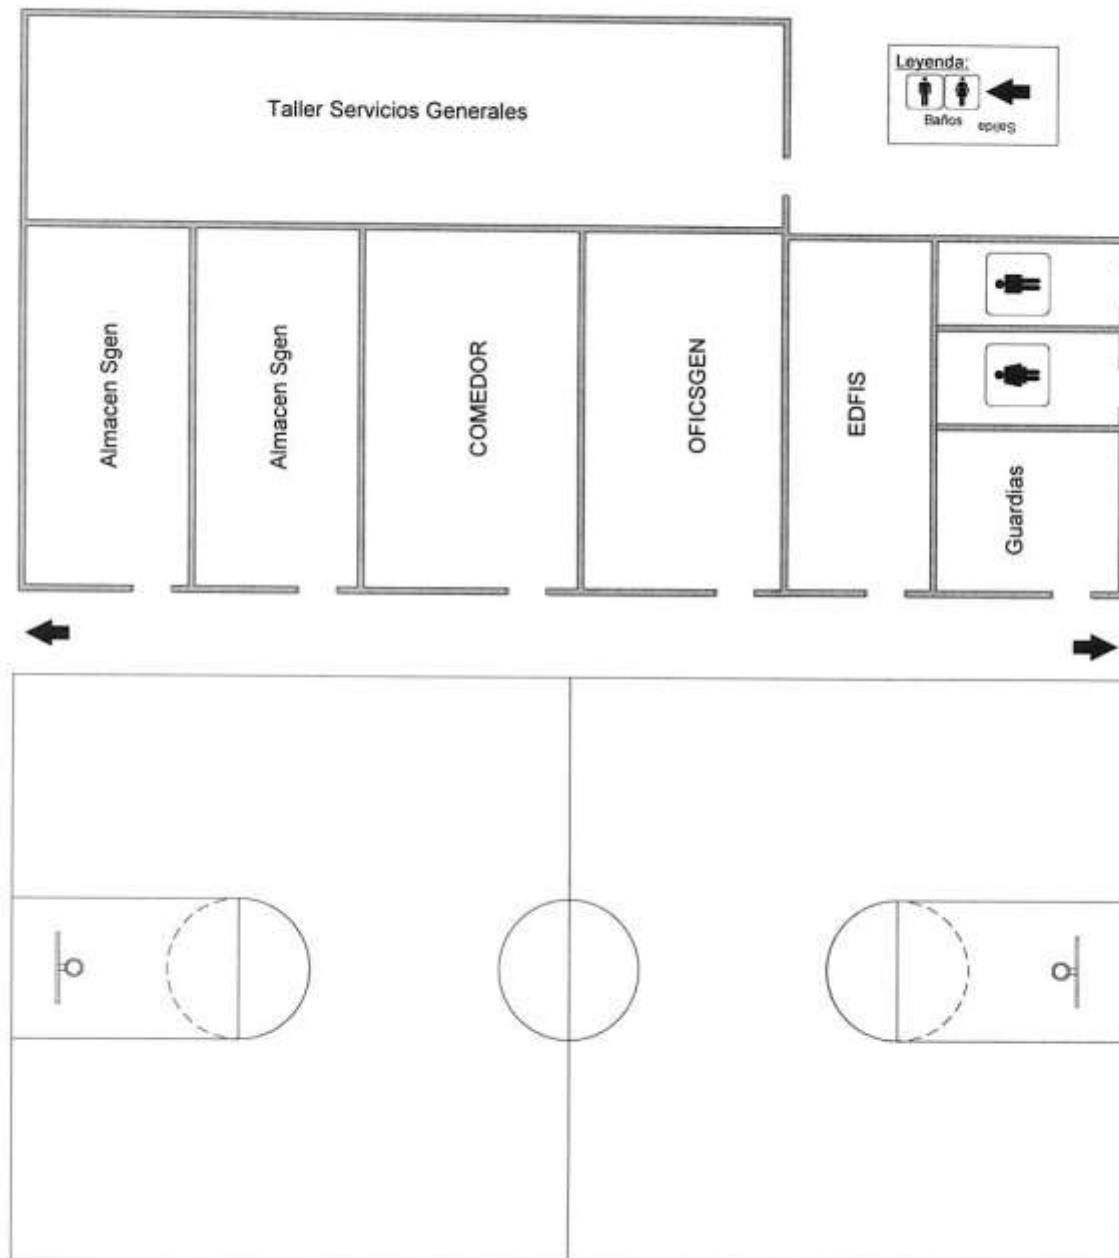 Taller Servicios Generales
Leyenda:
Baños
Salida
Almacen Sgen
Almacen Sgen
COMEDOR
OFICSGEN
EDFIS
Guardias